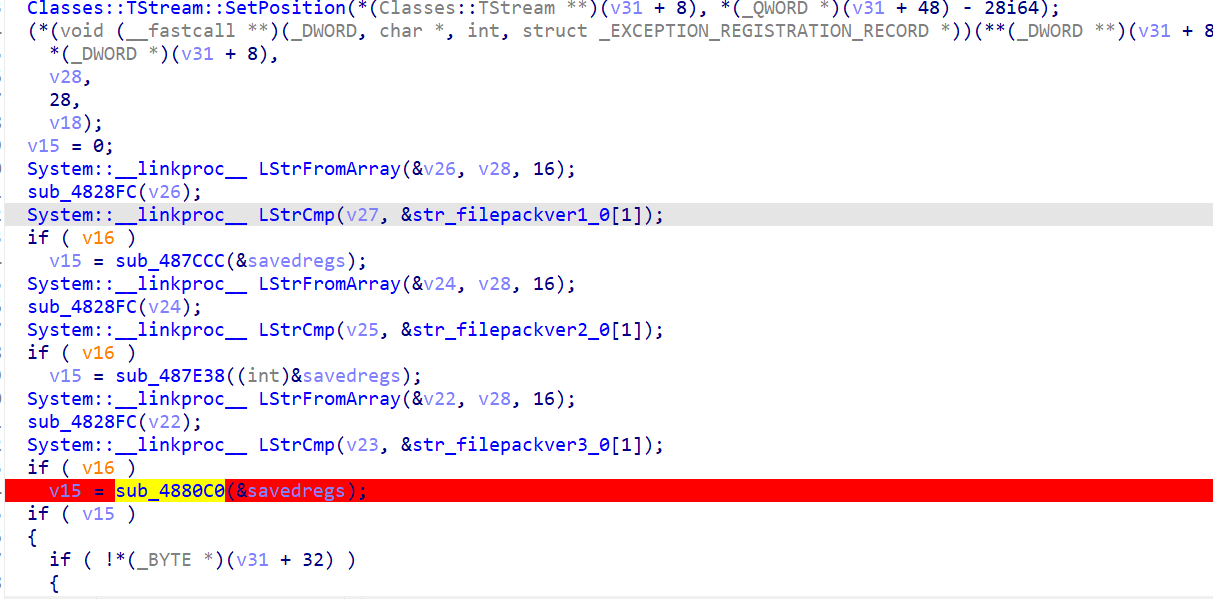 Classes::TStream::SetPosition(*(Classes::TStream **)(v31 + 8), *(_QWORD *)(v31 + 48) - 28i64);
(*(void (__fastcall **)(_DWORD, char *, int, struct _EXCEPTION_REGISTRATION_RECORD *))(**(_DWORD **)(v31 + 8
*(_DWORD *)(v31 + 8),
v28,
28,
v18);
v15 = 0;
System::__linkproc__ LStrFromArray(&v26, v28, 16);
sub_4828FC(v26);
System::__linkproc__ LStrCmp(v27, &str_filepackver1_0[1]);
if ( v16 )
v15 = sub_487CCC(&savedregs);
System::__linkproc__ LStrFromArray(&v24, v28, 16);
sub_4828FC(v24);
System::__linkproc__ LStrCmp(v25, &str_filepackver2_0[1]);
if ( v16 )
v15 = sub_487E38((int)&savedregs);
System::__linkproc__ LStrFromArray(&v22, v28, 16);
sub_4828FC(v22);
System::__linkproc__ LStrCmp(v23, &str_filepackver3_0[1]);
if ( v16 )
v15 = sub_4880C0(&savedregs);
if ( v15 )
{
if ( !*(_BYTE *)(v31 + 32) )
{